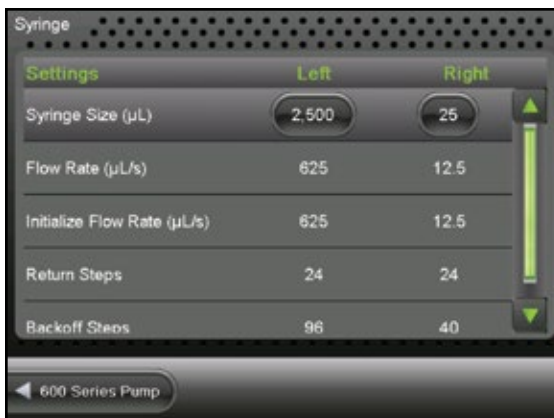 Syringe
Settings Left Right
Syringe Size (µL) 2,500 25
Flow Rate (µL/s) 625 12.5
Initialize Flow Rate (µL/s) 625 12.5
Return Steps 24 24
Backoff Steps 96 40
600 Series Pump